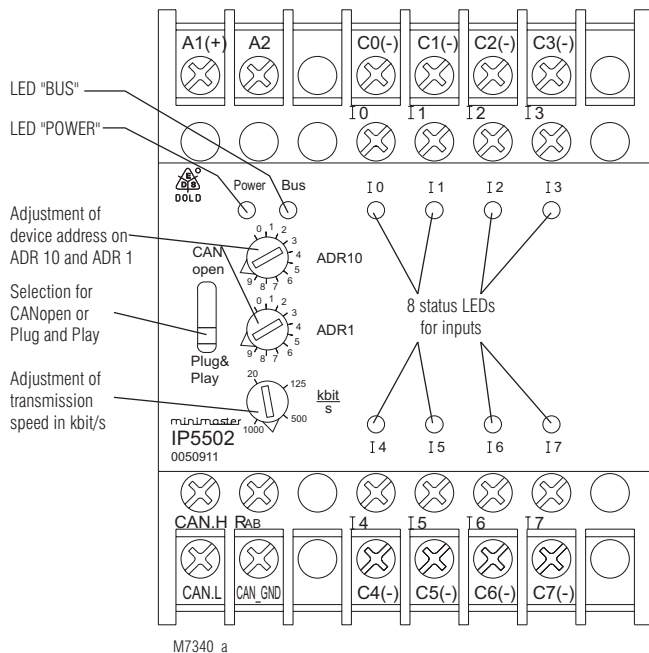 A1(+) A2 C0(-) C1(-) C2(-) C3(-)
I0 I1 I2 I3
LED "BUS"
LED "POWER"
E D S
DOLD
Power Bus I0 I1 I2 I3
Adjustment of
device address on
ADR 10 and ADR 1
CAN
open
0 1 2 3 4 5 6 7 8 9
ADR10
Selection for
CANopen or
Plug and Play
0 1 2 3 4 5 6 7 8 9
ADR1
8 status LEDs
for inputs
Plug&
Play
Adjustment of
transmission
speed in kbit/s
20 125 500 1000
kbit
s
minimaster
IP5502
0050911
I4 I5 I6 I7
CAN.H RAB I4 I5 I6 I7
CAN.L CAN_GND C4(-) C5(-) C6(-) C7(-)
M7340_a